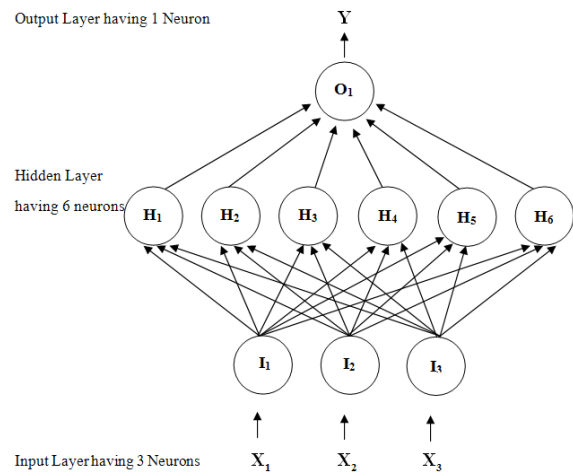 Output Layer having 1 Neuron
Y
O1
Hidden Layer
having 6 neurons
H1 H2 H3 H4 H5 H6
I1 I2 I3
Input Layer having 3 Neurons
X1 X2 X3